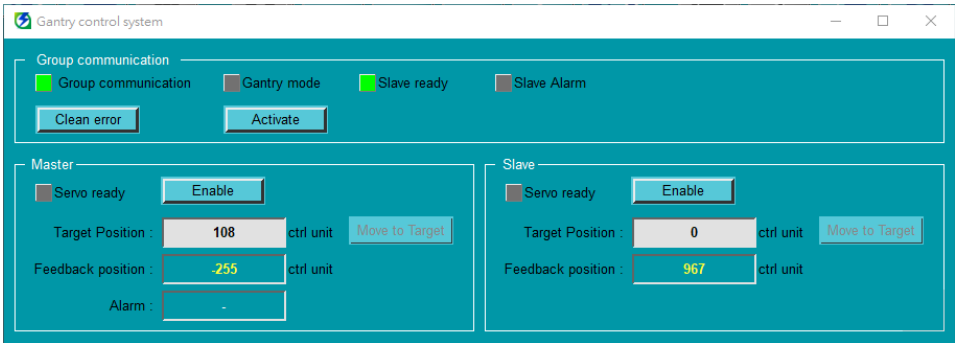 Gantry control system
Group communication
Group communication Gantry mode Slave ready Slave Alarm
Clean error Activate
Master
Servo ready Enable
Target Position : 108 ctrl unit Move to Target
Feedback position : -255 ctrl unit
Alarm : -
Slave
Servo ready Enable
Target Position : 0 ctrl unit Move to Target
Feedback position : 967 ctrl unit